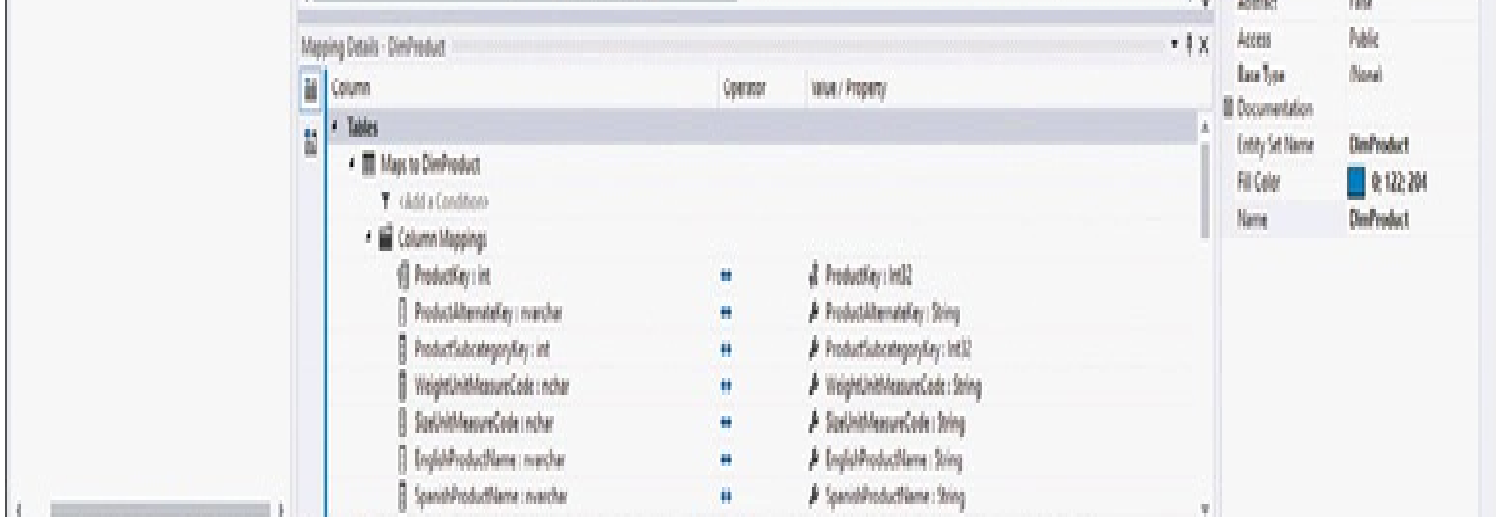 Mapping Details - DimProduct
Column Operator Value / Property
Tables
Maps to DimProduct
<Add a Condition>
Column Mappings
ProductKey : int ProductKey : Int32
ProductAlternateKey : nvarchar ProductAlternateKey : String
ProductSubcategoryKey : int ProductSubcategoryKey : Int32
WeightUnitMeasureCode : nchar WeightUnitMeasureCode : String
SizeUnitMeasureCode : nchar SizeUnitMeasureCode : String
EnglishProductName : nvarchar EnglishProductName : String
SpanishProductName : nvarchar SpanishProductName : String
Abstract False
Access Public
Base Type (None)
Documentation
Entity Set Name DimProduct
Fill Color 0; 122; 204
Name DimProduct